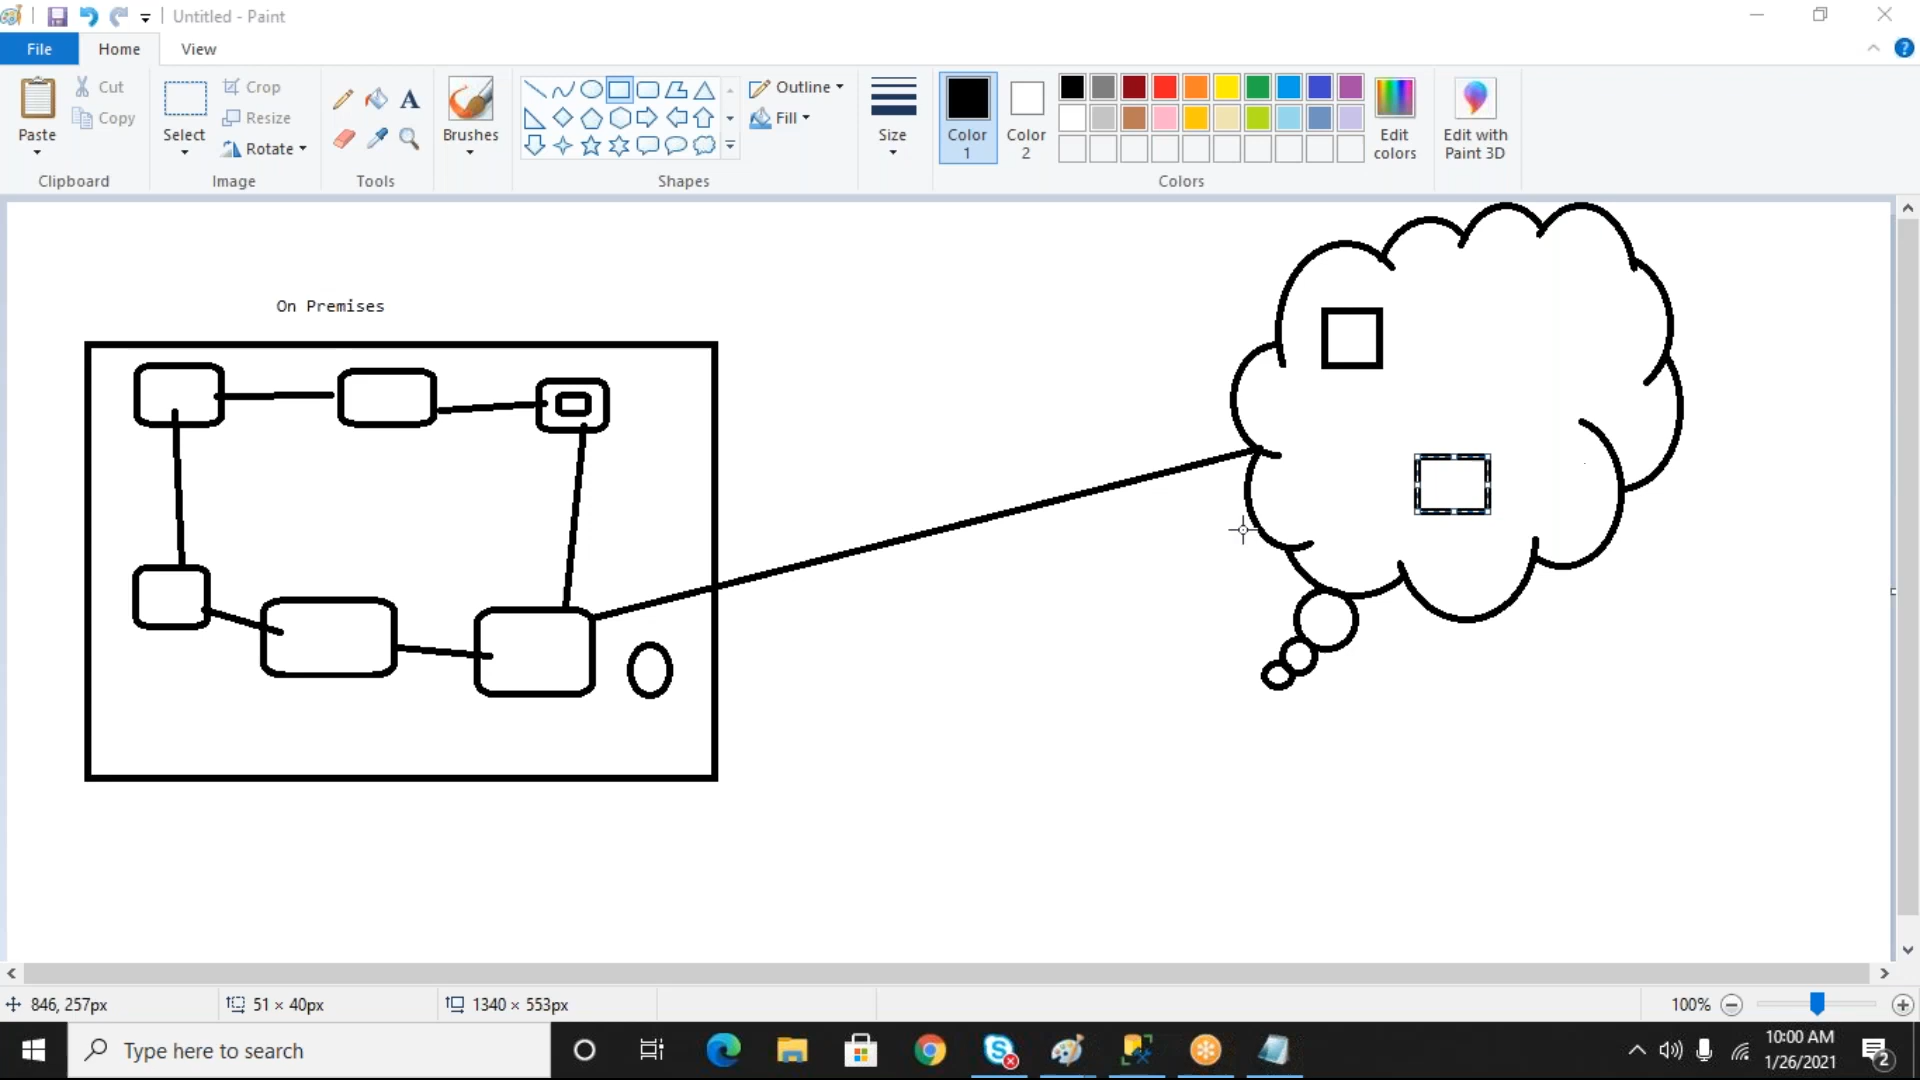 Untitled - Paint
File Home View
Paste
Cut
Copy
Clipboard
Select
Crop
Resize
Rotate
Image
A
Tools
Brushes
Shapes
Outline
Fill
Size
Color 1
Color 2
Edit colors
Edit with Paint 3D
Colors
?
On Premises
846, 257px
51 × 40px
1340 × 553px
100%
Type here to search
S
10:00 AM
1/26/2021
2